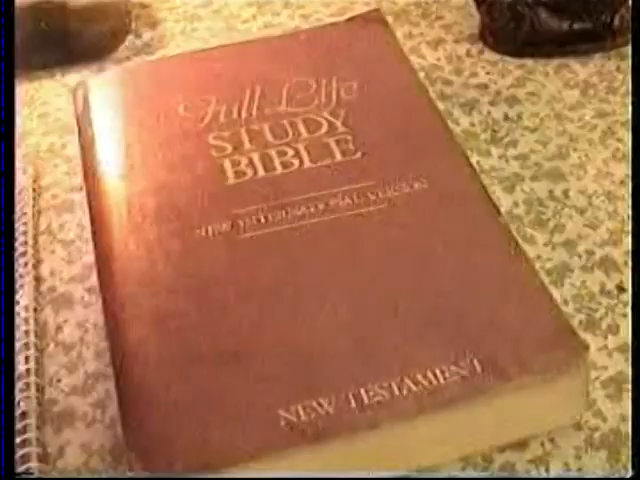 Full Life
STUDY
BIBLE
NEW INTERNATIONAL VERSION
NEW TESTAMENT